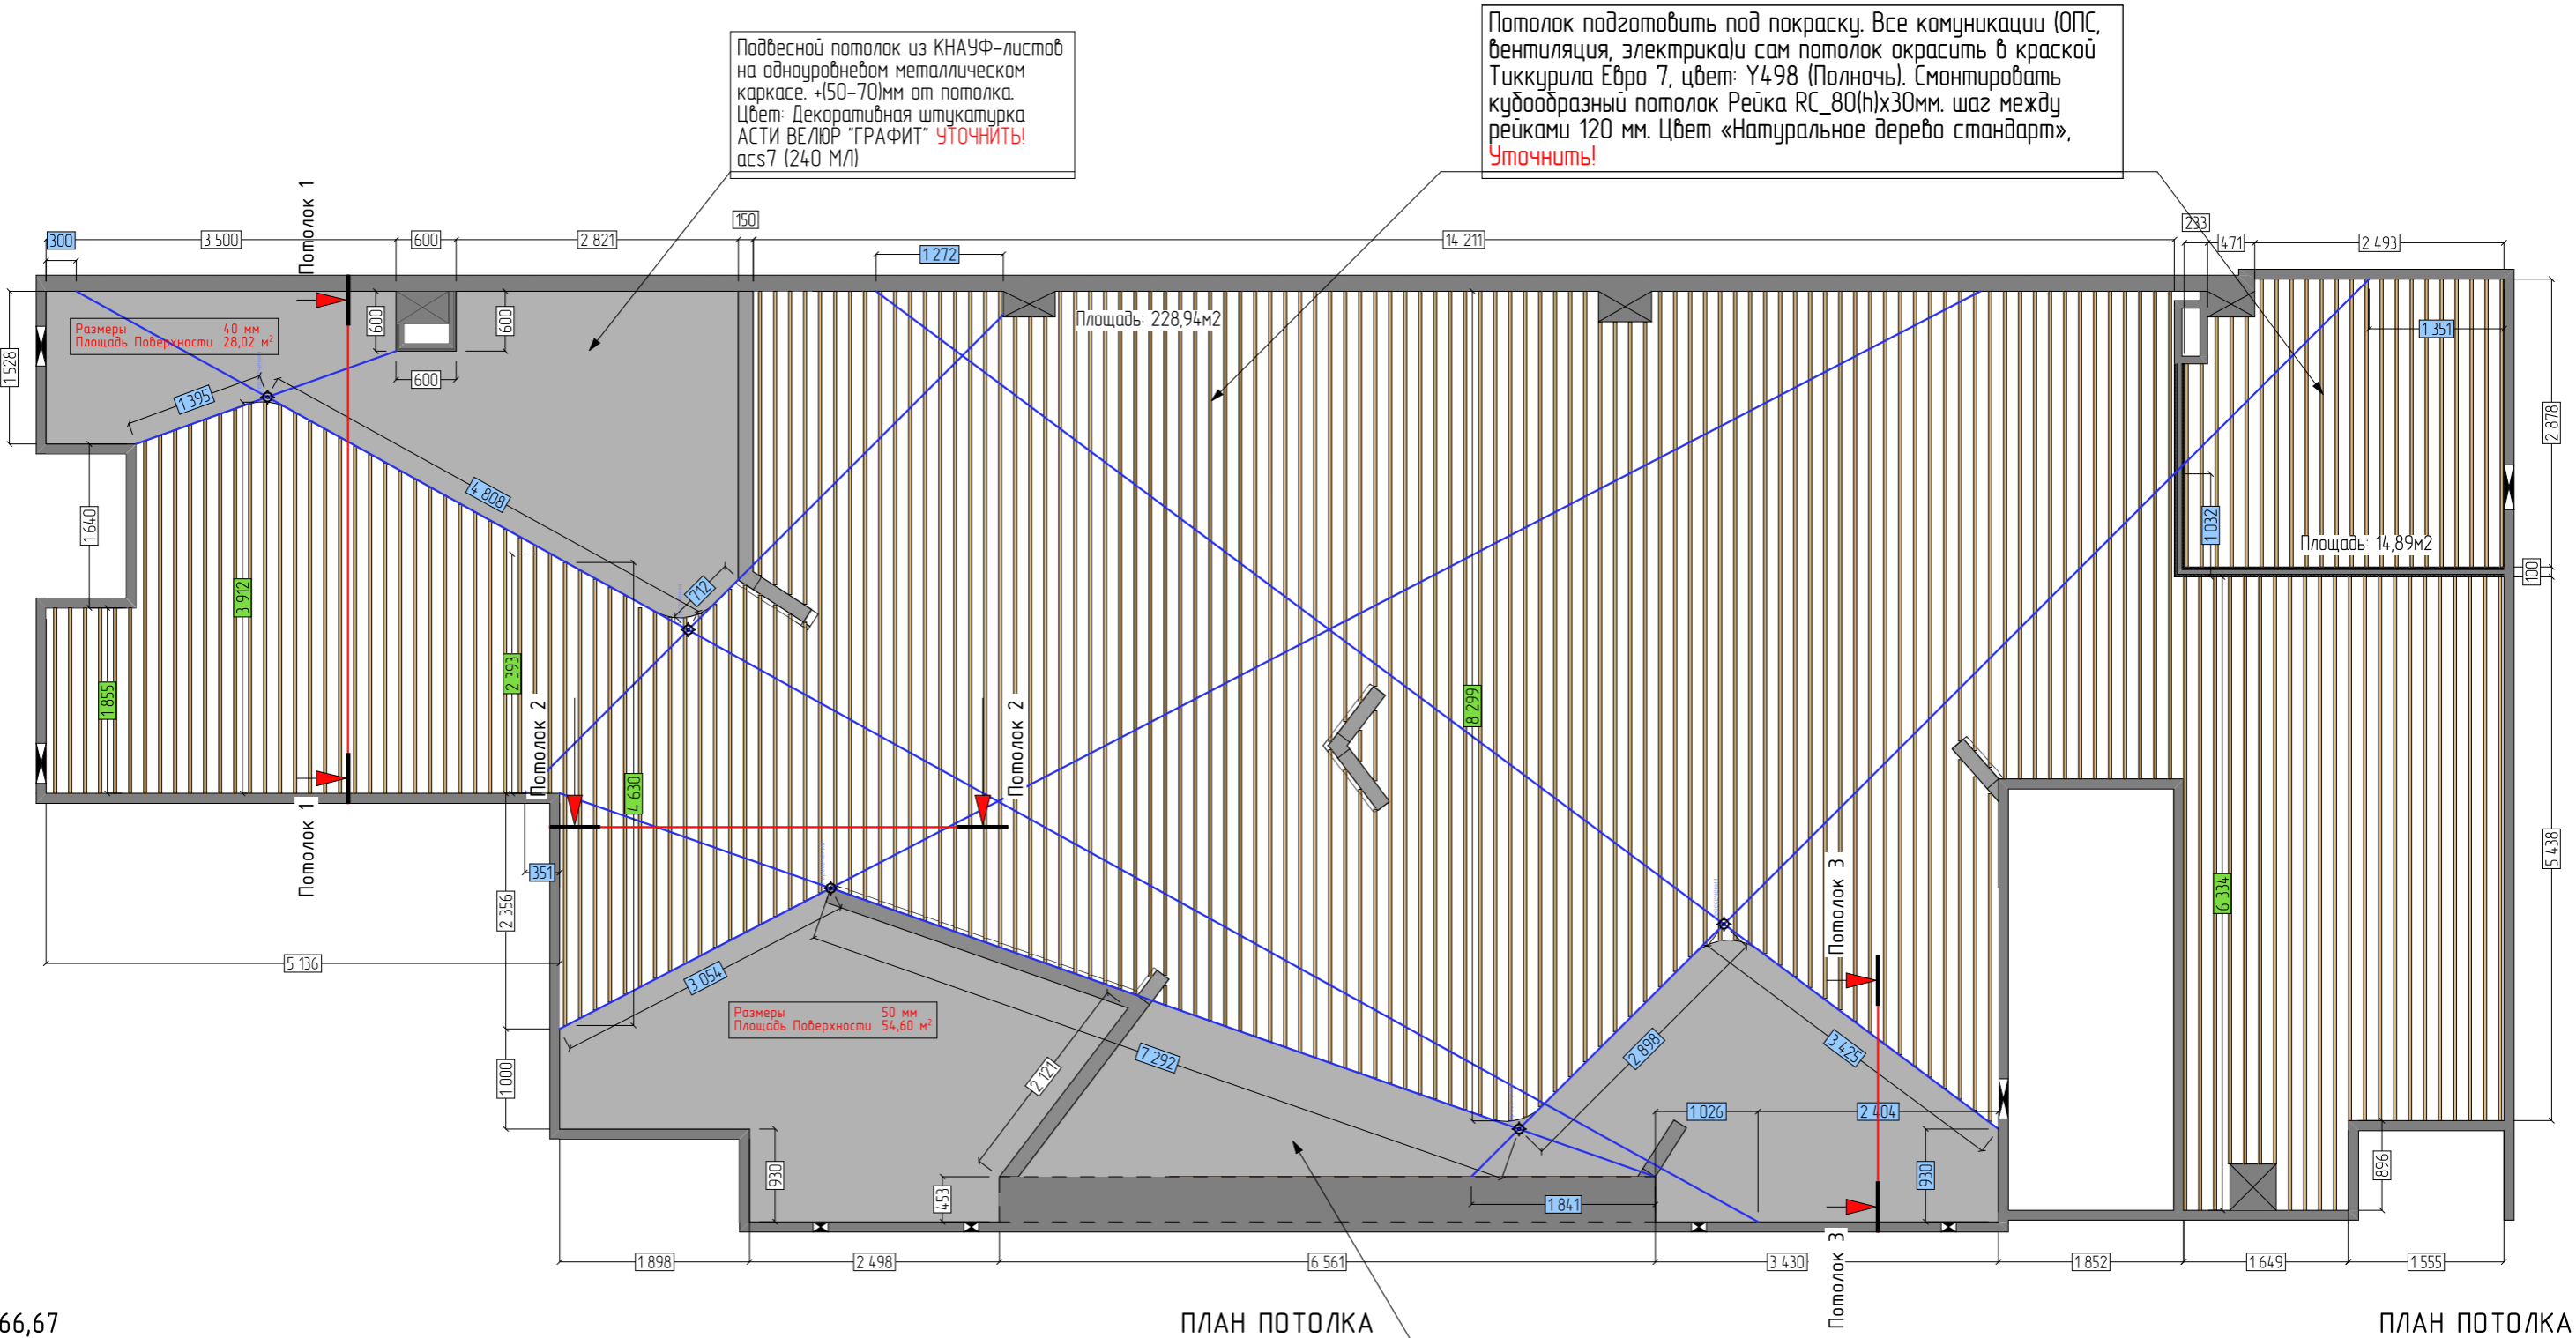 Подвесной потолок из КНАУФ-листов
на одноуровневом металлическом
каркасе. +(50-70)мм от потолка.
Цвет: Декоративная штукатурка
АСТИ ВЕЛЮР "ГРАФИТ" УТОЧНИТЬ!
acs7 (240 МЛ)
Потолок подготовить под покраску. Все комуникации (ОПС,
вентиляция, электрика)и сам потолок окрасить в краской
Тиккурила Евро 7, цвет: Y498 (Полночь). Смонтировать
кубообразный потолок Рейка RC_80(h)x30мм. шаг между
рейками 120 мм. Цвет «Натуральное дерево стандарт»,
Уточнить!
Потолок 1
150
233
300
3 500
600
2 821
1 272
14 211
471
2 493
Размеры 40 мм
Площадь Поверхности 28,02 м²
600
600
600
Площадь: 228,94м2
1 351
1 528
1 395
2 878
4 808
1 640
1 032
Площадь: 14,89м2
100
712
3 912
2 393
1 855
8 299
Потолок 2
Потолок 2
4 630
Потолок 1
351
2 356
5 136
3 054
Потолок 3
6 334
5 438
Размеры 50 мм
Площадь Поверхности 54,60 м²
1 000
2 121
7 292
2 898
3 425
1 026
2 404
930
453
1 841
930
896
1 898
2 498
6 561
3 430
1 852
1 649
1 555
Потолок 3
66,67
ПЛАН ПОТОЛКА
ПЛАН ПОТОЛКА